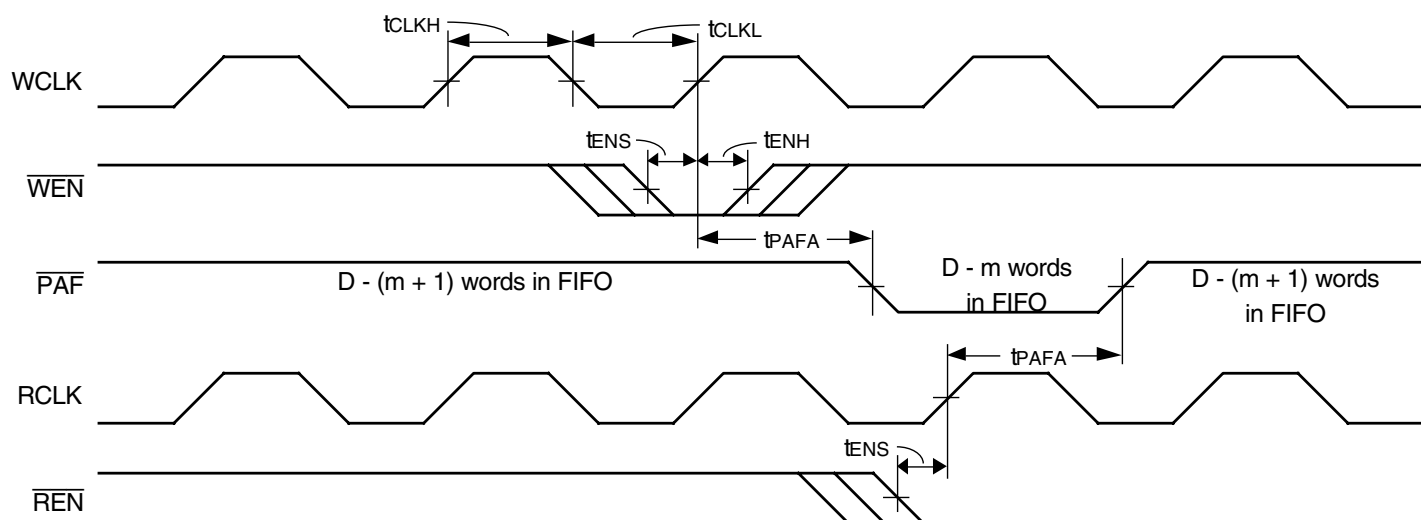 tCLKH
tCLKL
WCLK
tENS
tENH
WEN
tPAFA
PAF
D - (m + 1) words in FIFO
D - m words
in FIFO
D - (m + 1) words
in FIFO
tPAFA
RCLK
tENS
REN